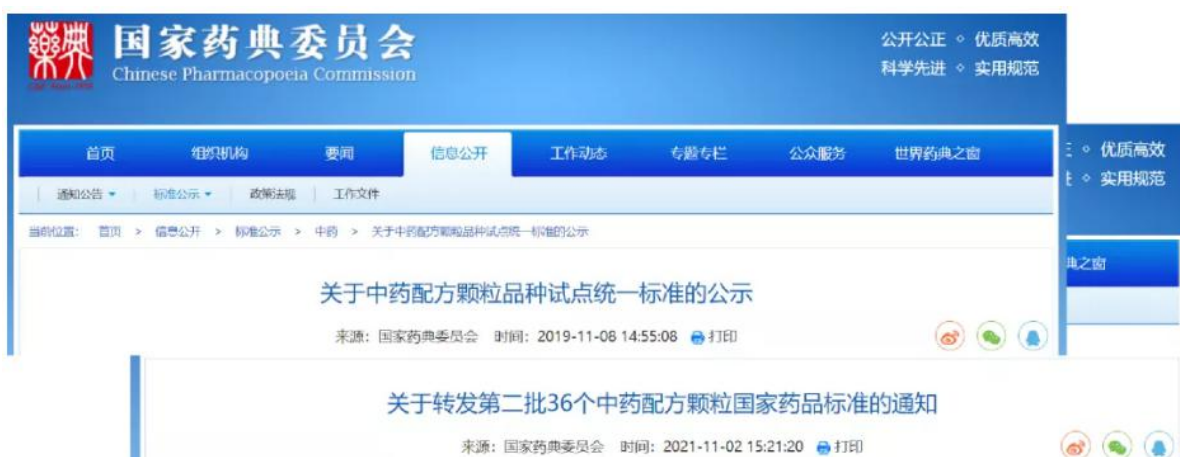 藥典
国家药典委员会
Chinese Pharmacopoeia Commission
公开公正 ◇ 优质高效
科学先进 ◇ 实用规范
首页 组织机构 要闻 信息公开 工作动态 专题专栏 公众服务 世界药典之窗
通知公告 标准公示 政策法规 工作文件
当前位置: 首页 > 信息公开 > 标准公示 > 中药 > 关于中药配方颗粒品种试点统一标准的公示
◇ 优质高效
◇ 实用规范
典之窗
关于中药配方颗粒品种试点统一标准的公示
来源: 国家药典委员会 时间: 2019-11-08 14:55:08 打印
关于转发第二批36个中药配方颗粒国家药品标准的通知
来源: 国家药典委员会 时间: 2021-11-02 15:21:20 打印